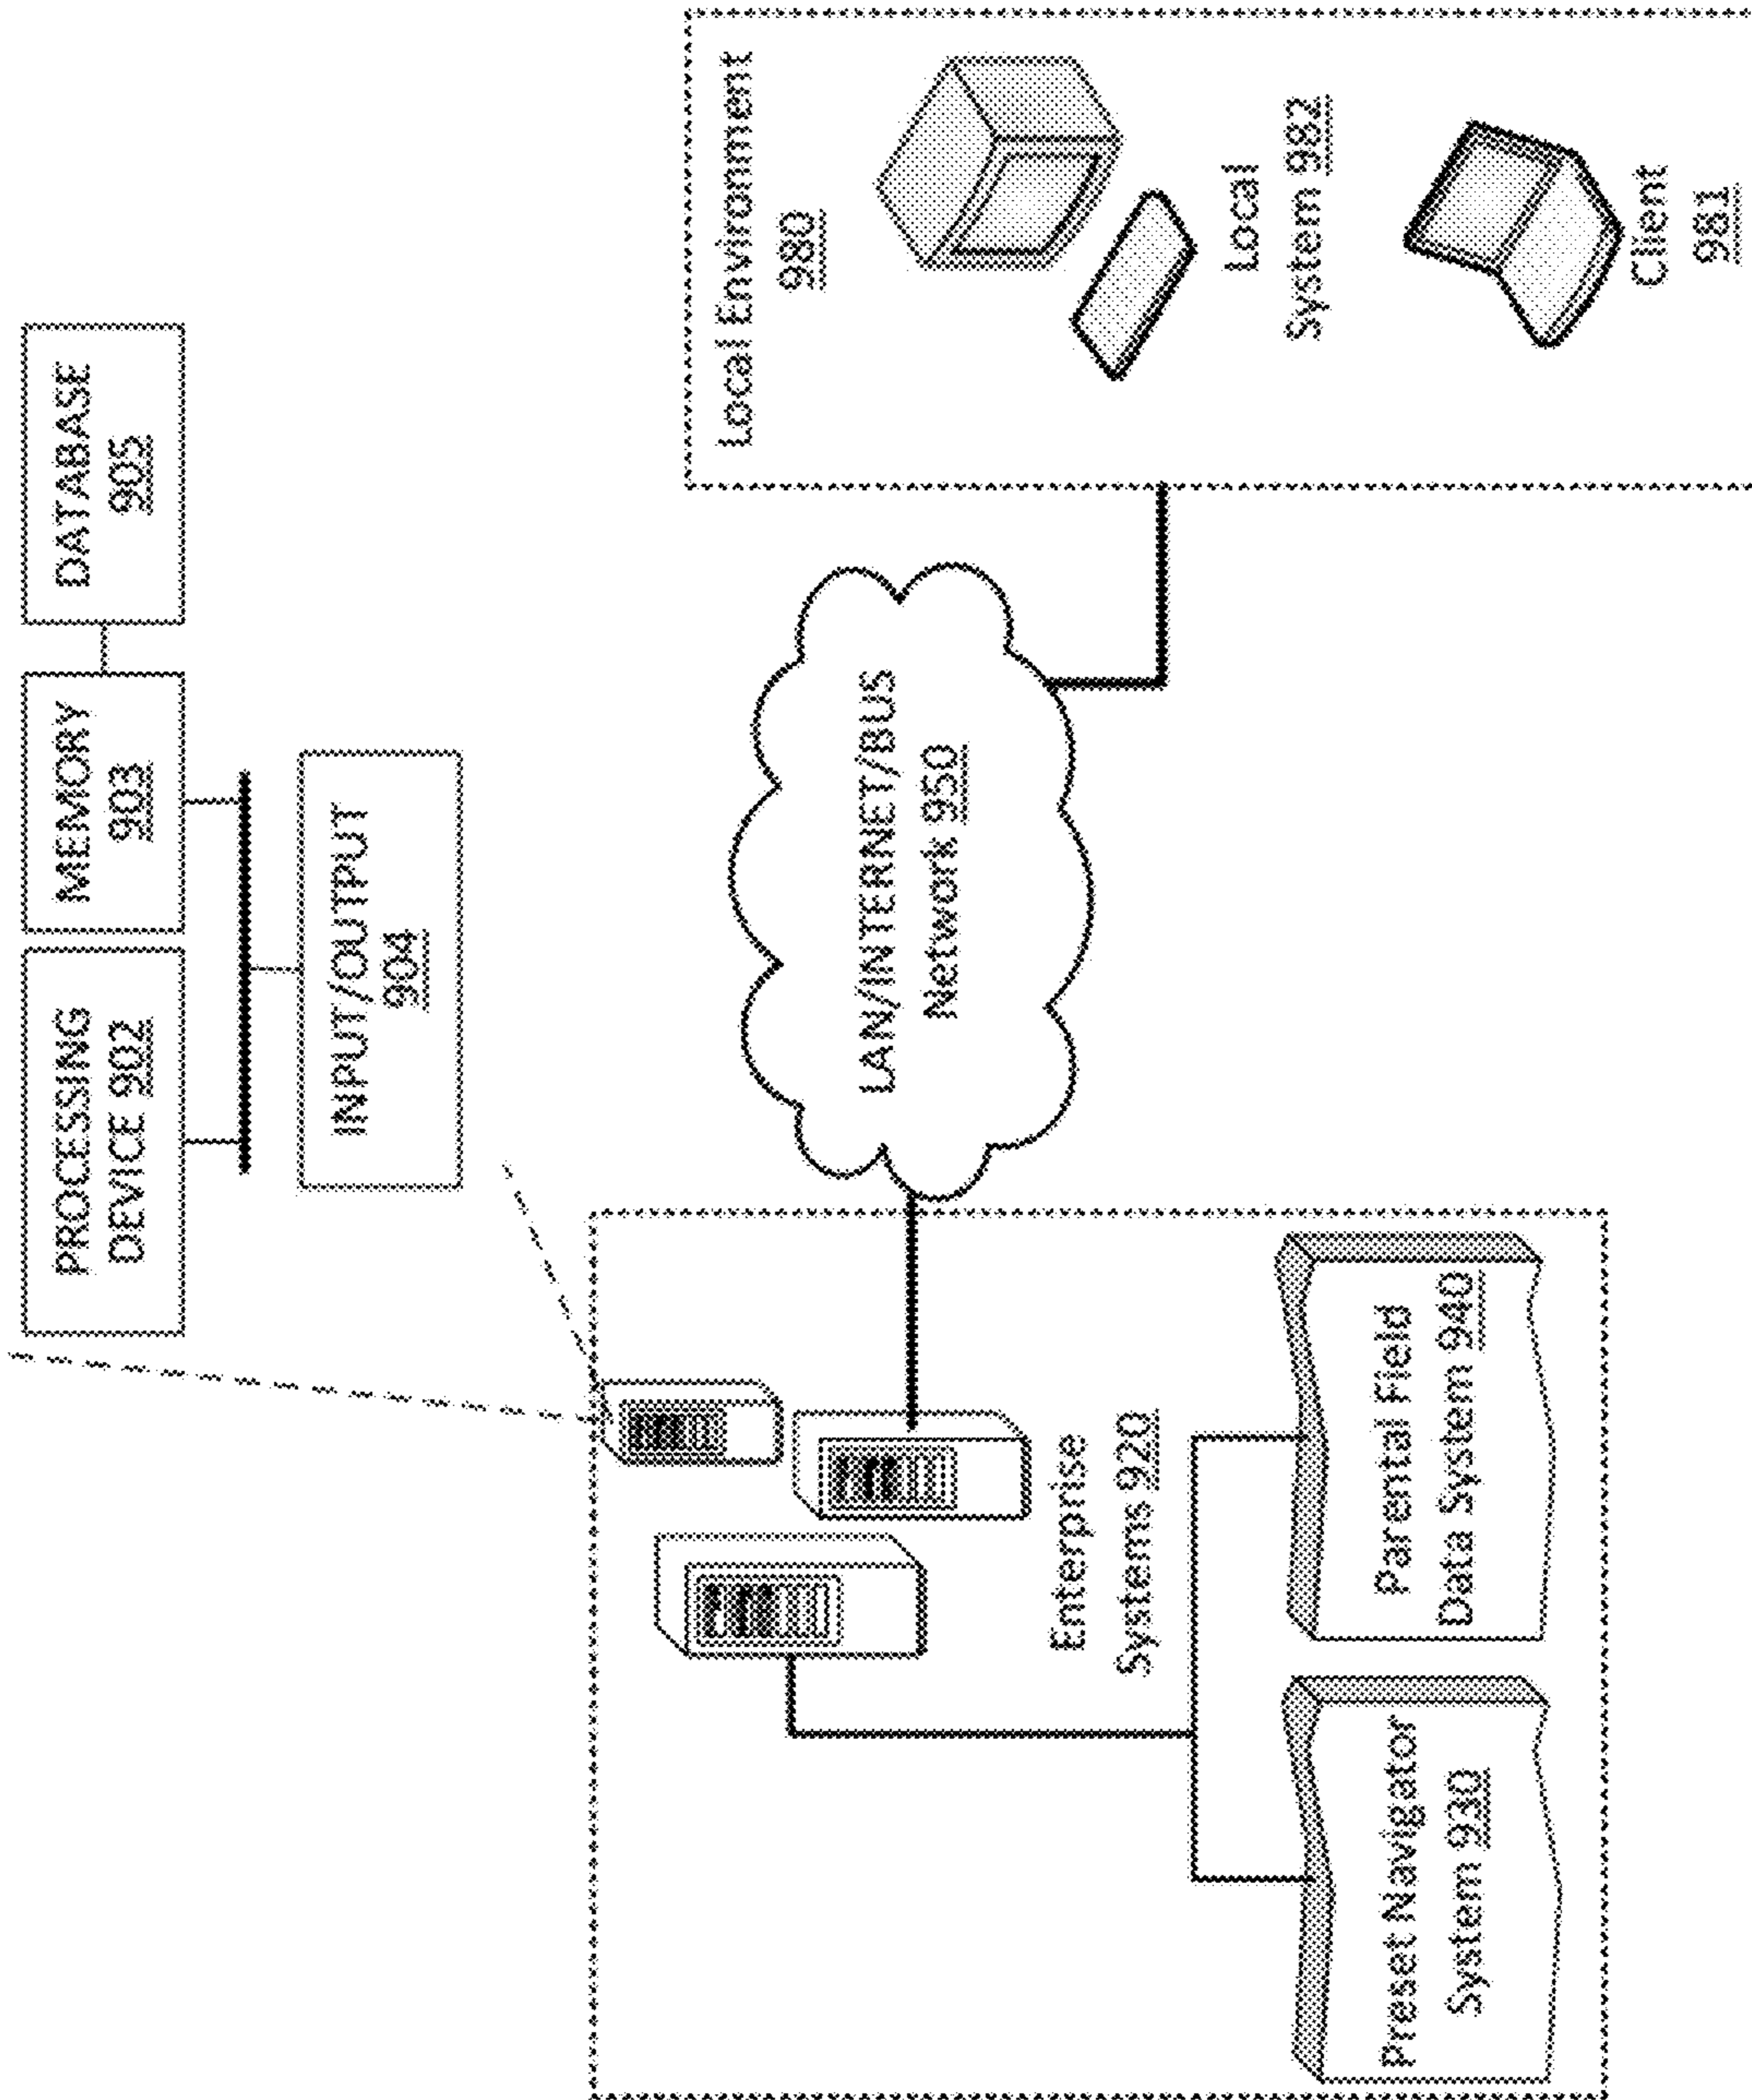 PROCESSING
DEVICE 902
MEMORY
903
DATABASE
905
INPUT/OUTPUT
904
LAN/INTERNET/BUS
Network 950
Local Environment
980
Local
System 982
Client
981
Enterprise
Systems 920
Preset Navigator
System 930
Parental Field
Data System 940